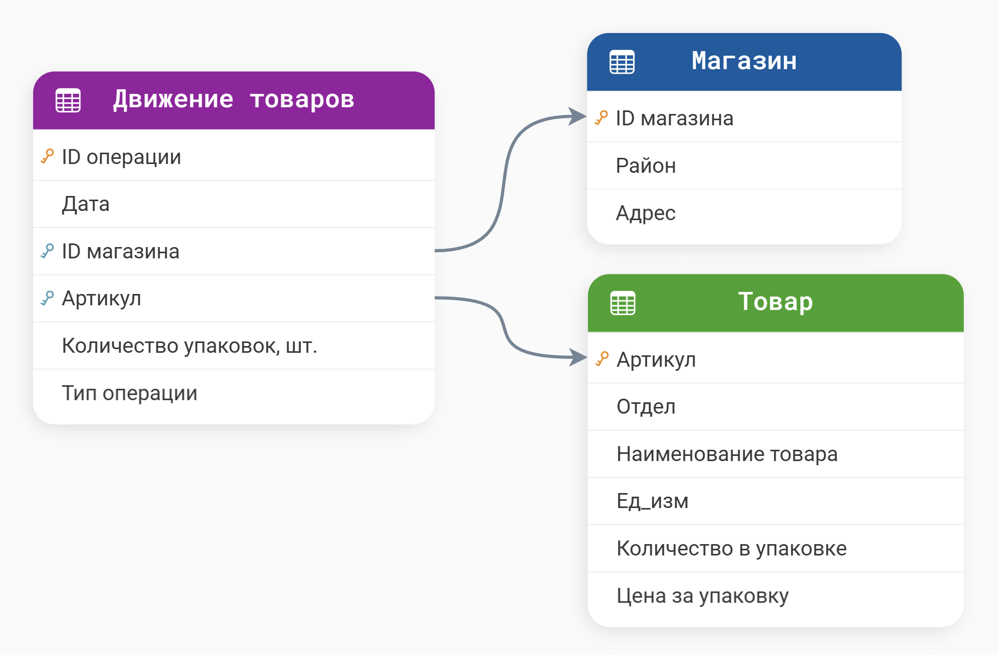 Движение товаров
ID операции
Дата
ID магазина
Артикул
Количество упаковок, шт.
Тип операции
Магазин
ID магазина
Район
Адрес
Товар
Артикул
Отдел
Наименование товара
Ед_изм
Количество в упаковке
Цена за упаковку